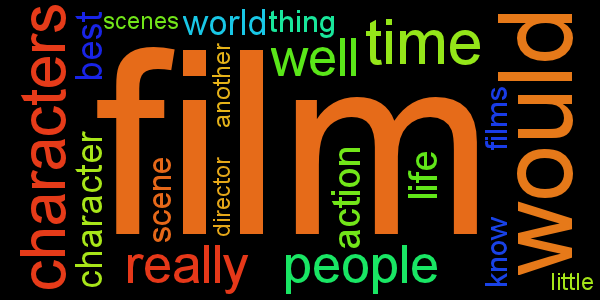 characters
best
character
scenes
world
thing
film
scene
another
director
well
time
action
life
really
people
films
know
would
little